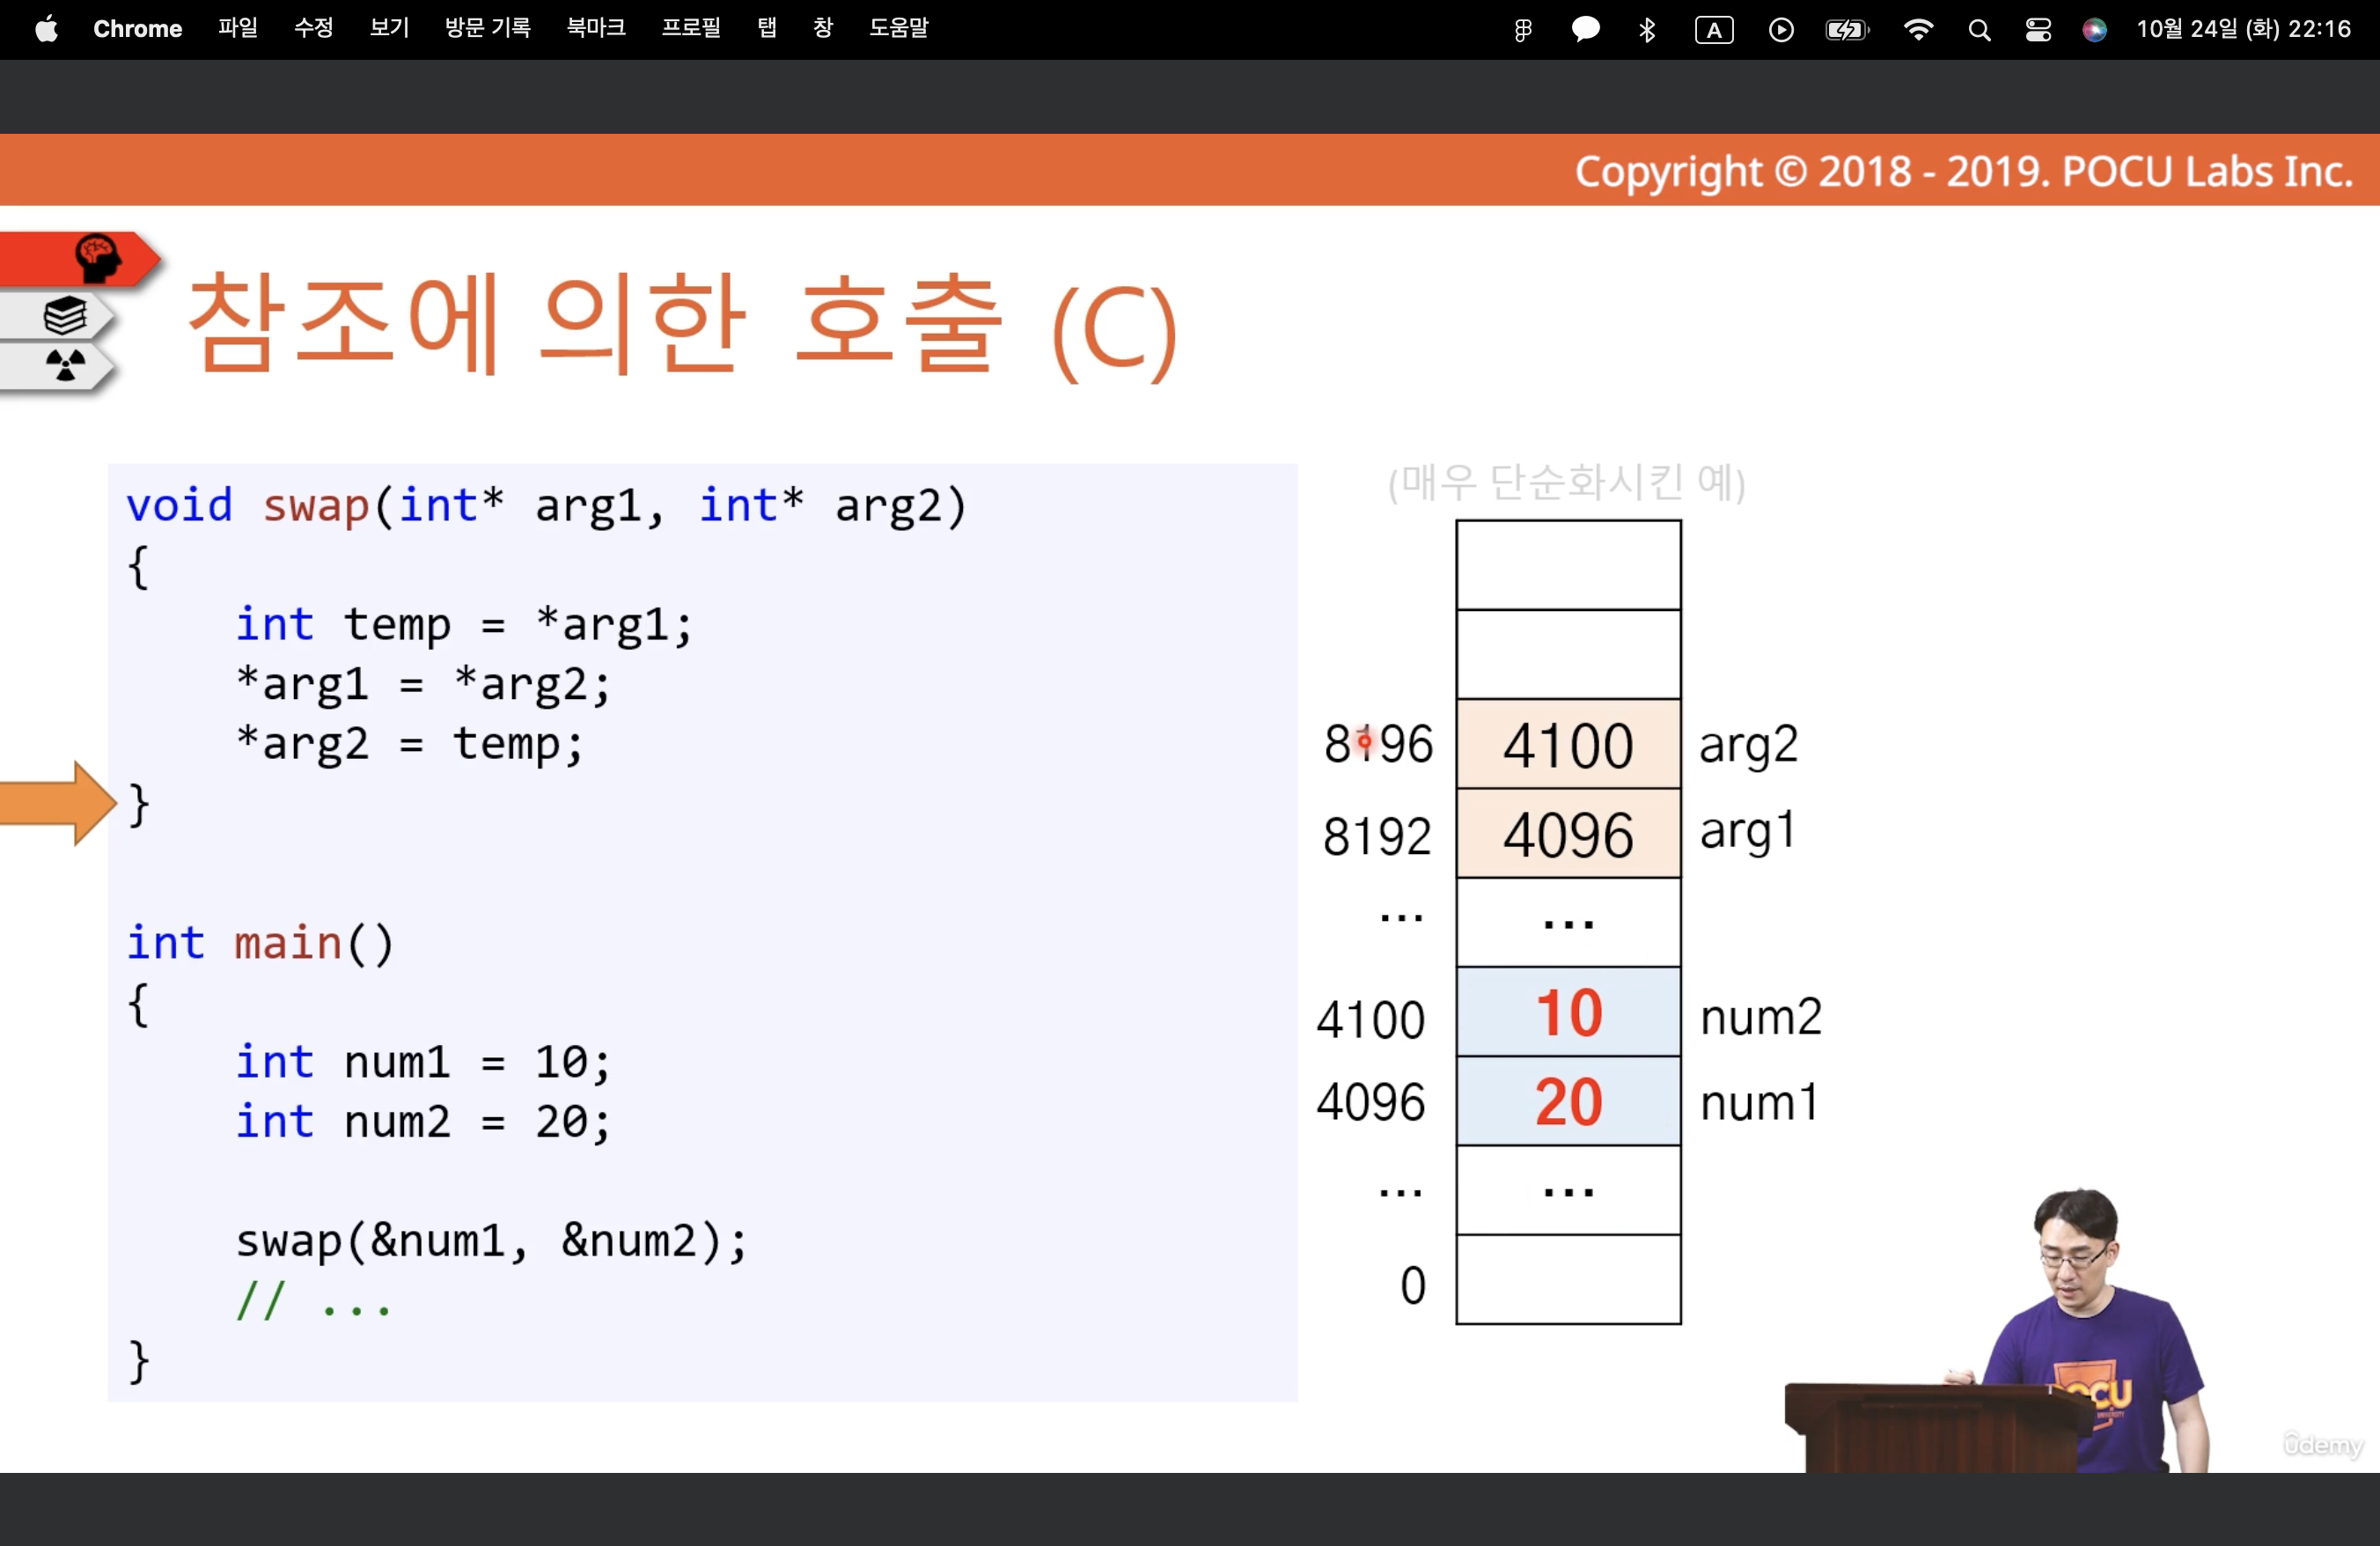 Chrome 파일 수정 보기 방문 기록 북마크 프로필 탭 창 도움말 A 10월 24일 (화) 22:16
Copyright © 2018 - 2019. POCU Labs Inc.
참조에 의한 호출 (C)
void swap(int* arg1, int* arg2)
{
    int temp = *arg1;
    *arg1 = *arg2;
    *arg2 = temp;
}
int main()
{
    int num1 = 10;
    int num2 = 20;
    swap(&num1, &num2);
    // ...
}
(매우 단순화시킨 예)
8196 4100 arg2
8192 4096 arg1
... ...
4100 10 num2
4096 20 num1
... ...
0
POCU
UNIVERSITY
ûdemy